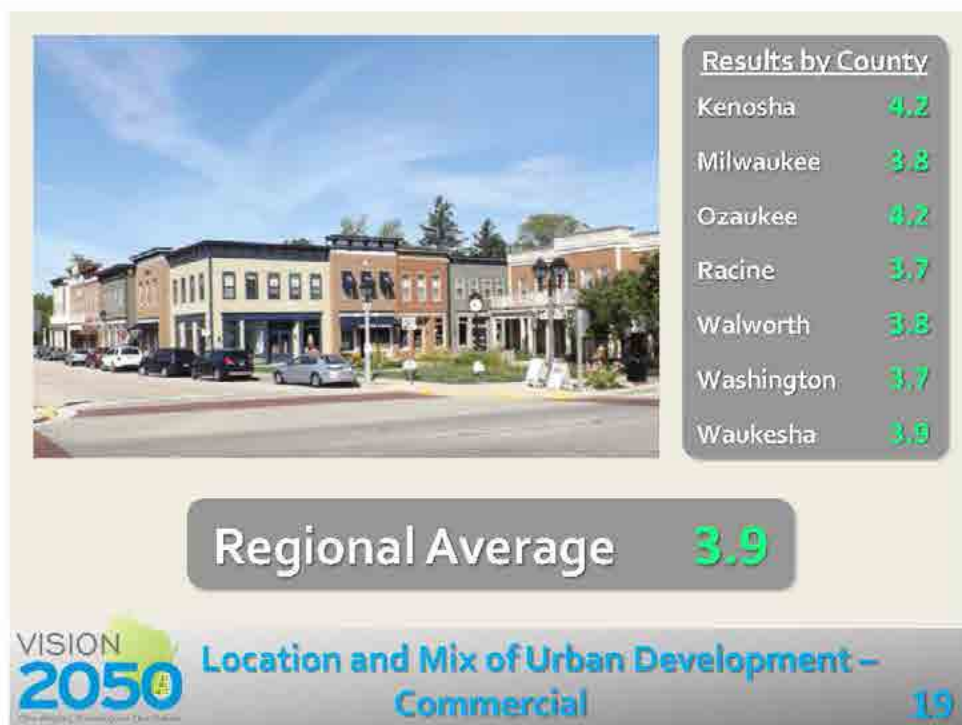 Results by County
Kenosha 4.2
Milwaukee 3.8
Ozaukee 4.2
Racine 3.7
Walworth 3.8
Washington 3.7
Waukesha 3.9
Regional Average 3.9
VISION
2050
Location and Mix of Urban Development –
Commercial
19